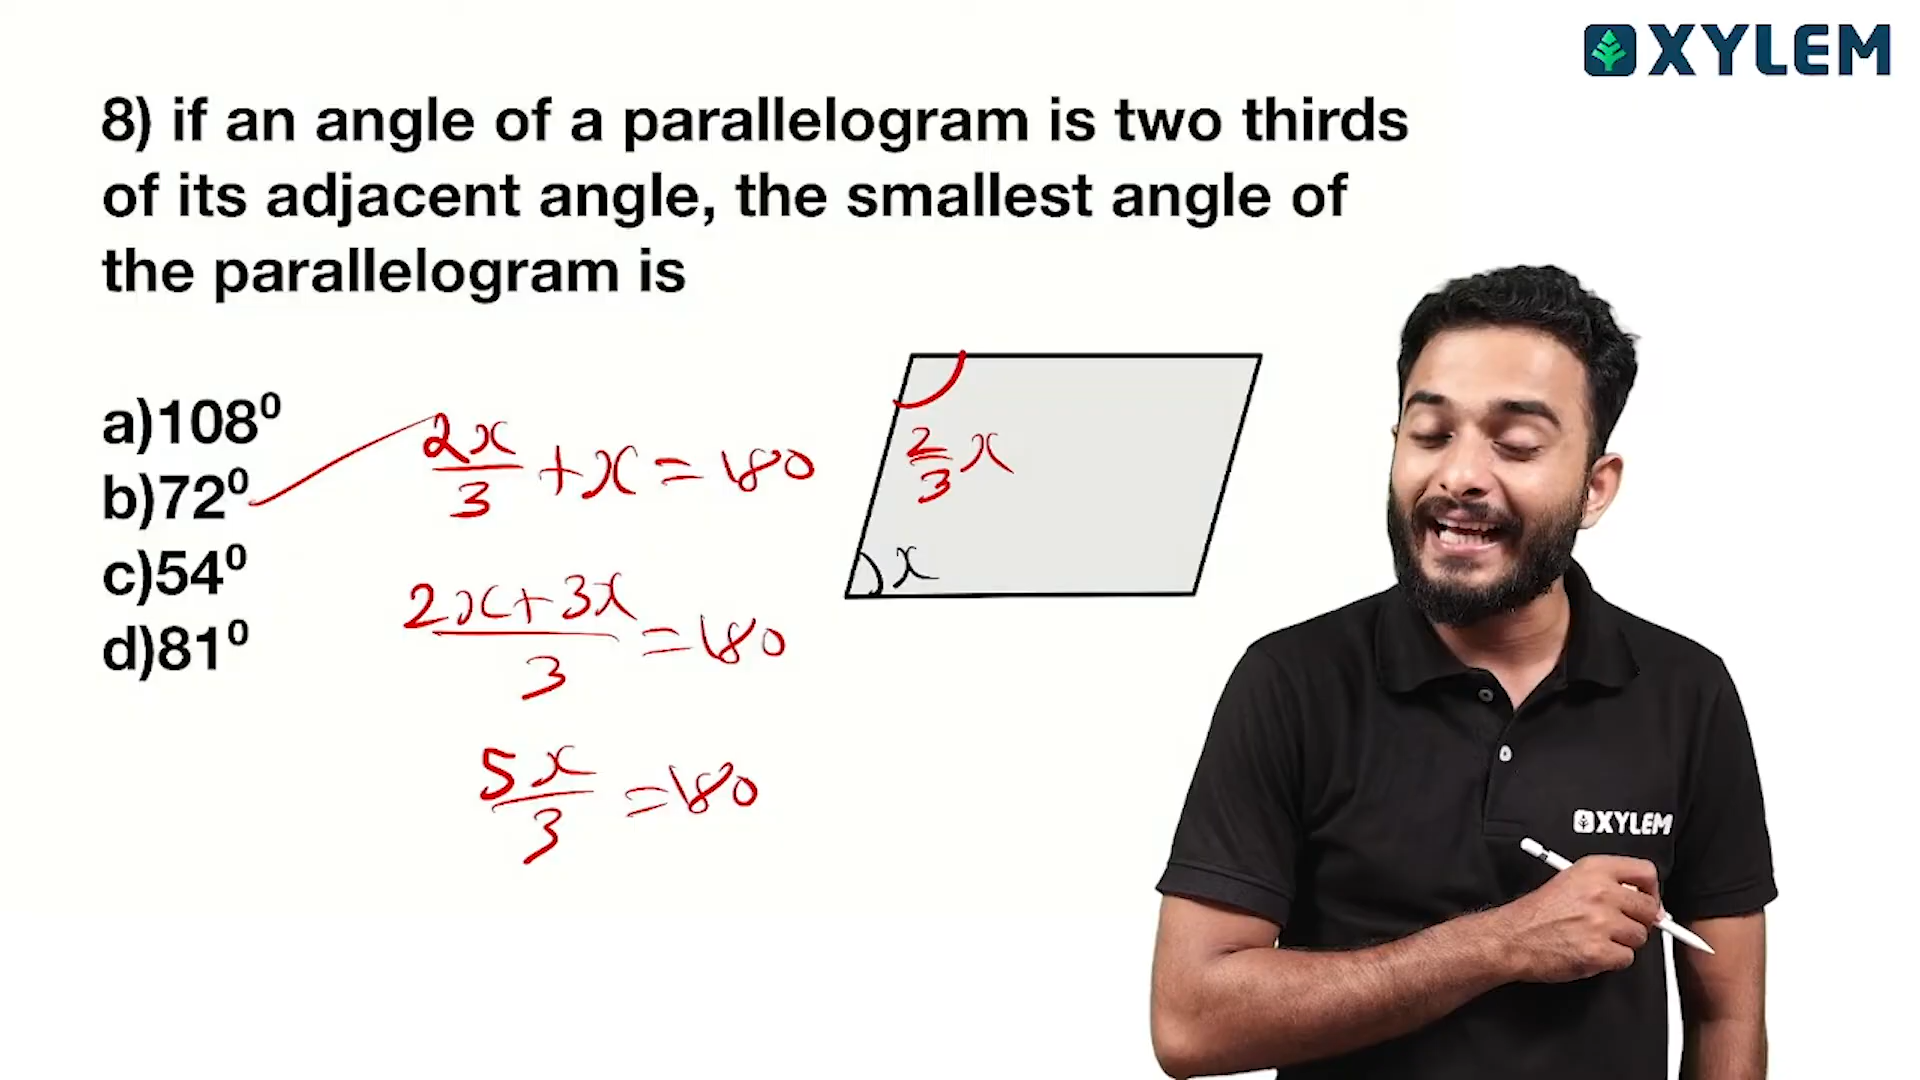 XYLEM
8) if an angle of a parallelogram is two thirds
of its adjacent angle, the smallest angle of
the parallelogram is
a)108⁰
b)72⁰
c)54⁰
d)81⁰
2x/3 + x = 180
2x+3x/3 = 180
5x/3 = 180
2/3 x
x
XYLEM